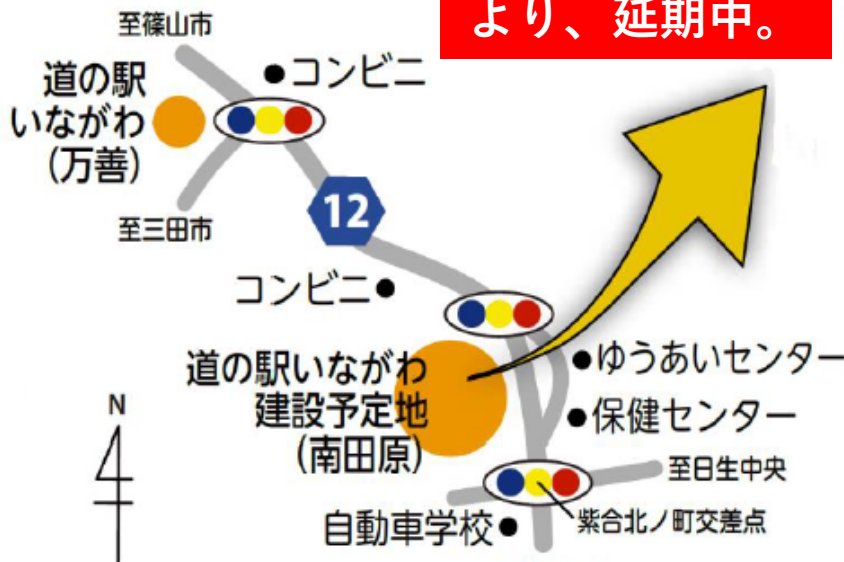 より、延期中。
至篠山市
コンビニ
道の駅
いながわ
(万善)
至三田市
12
コンビニ
ゆうあいセンター
道の駅いながわ
建設予定地
(南田原)
保健センター
N
至日生中央
紫合北ノ町交差点
自動車学校